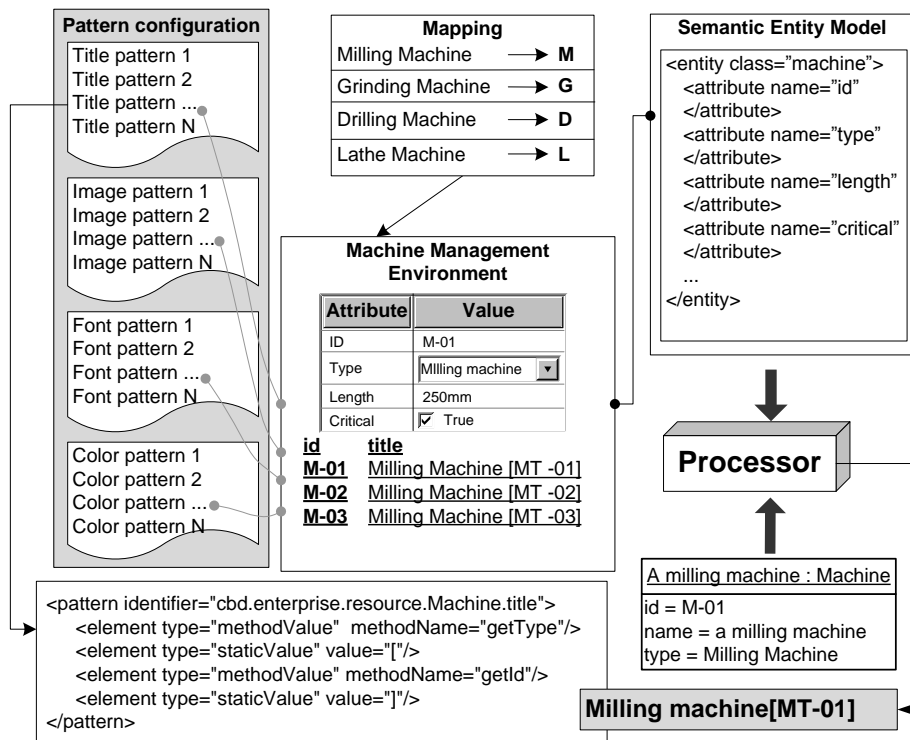 Pattern configuration
Title pattern 1
Title pattern 2
Title pattern ...
Title pattern N
Image pattern 1
Image pattern 2
Image pattern ...
Image pattern N
Font pattern 1
Font pattern 2
Font pattern ...
Font pattern N
Color pattern 1
Color pattern 2
Color pattern ...
Color pattern N
Mapping
Milling Machine M
Grinding Machine G
Drilling Machine D
Lathe Machine L
Machine Management
Environment
Attribute Value
ID M-01
Type MIlling machine
Length 250mm
Critical True
id title
M-01 Milling Machine [MT -01]
M-02 Milling Machine [MT -02]
M-03 Milling Machine [MT -03]
Semantic Entity Model
<entity class=”machine”>
<attribute name=”id”
</attribute>
<attribute name=”type”
</attribute>
<attribute name=”length”
</attribute>
<attribute name=”critical”
</attribute>
...
</entity>
Processor
A milling machine : Machine
id = M-01
name = a milling machine
type = Milling Machine
<pattern identifier="cbd.enterprise.resource.Machine.title">
<element type="methodValue" methodName="getType"/>
<element type="staticValue" value="["/>
<element type="methodValue" methodName="getId"/>
<element type="staticValue" value="]"/>
</pattern>
Milling machine[MT-01]